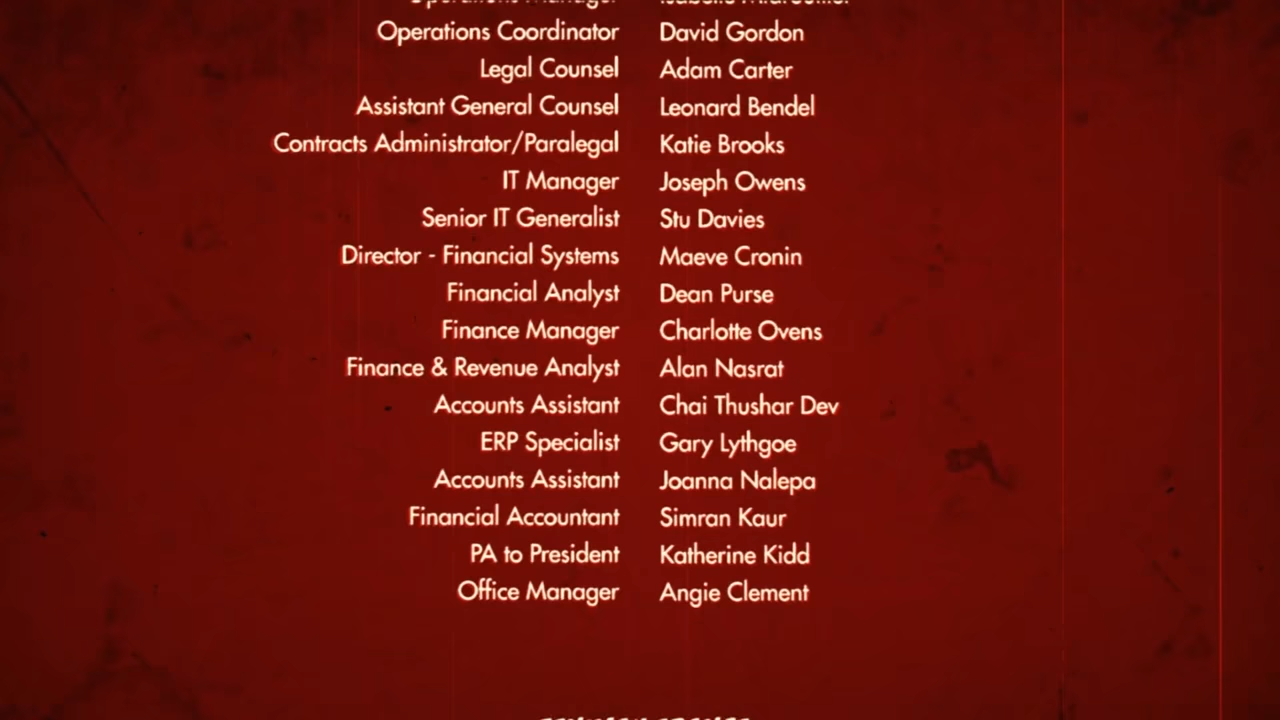 Operations Manager
Operations Coordinator David Gordon
Legal Counsel Adam Carter
Assistant General Counsel Leonard Bendel
Contracts Administrator/Paralegal Katie Brooks
IT Manager Joseph Owens
Senior IT Generalist Stu Davies
Director - Financial Systems Maeve Cronin
Financial Analyst Dean Purse
Finance Manager Charlotte Ovens
Finance & Revenue Analyst Alan Nasrat
Accounts Assistant Chai Thushar Dev
ERP Specialist Gary Lythgoe
Accounts Assistant Joanna Nalepa
Financial Accountant Simran Kaur
PA to President Katherine Kidd
Office Manager Angie Clement